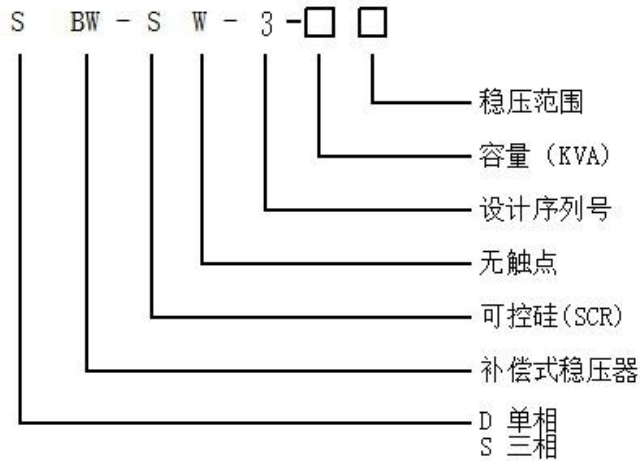 S BW-S W-3-□ □
稳压范围
容量 (KVA)
设计序列号
无触点
可控硅(SCR)
补偿式稳压器
D 单相
S 三相